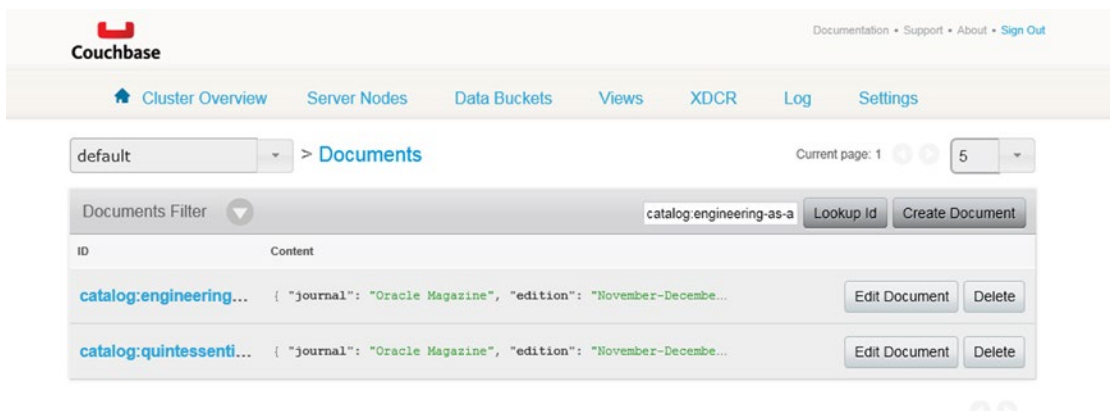 Couchbase
Documentation • Support • About • Sign Out
Cluster Overview Server Nodes Data Buckets Views XDCR Log Settings
default > Documents Current page: 1 5
Documents Filter catalog:engineering-as-a Lookup Id Create Document
ID Content
catalog:engineering... { "journal": "Oracle Magazine", "edition": "November-Decembe... Edit Document Delete
catalog:quintessenti... { "journal": "Oracle Magazine", "edition": "November-Decembe... Edit Document Delete